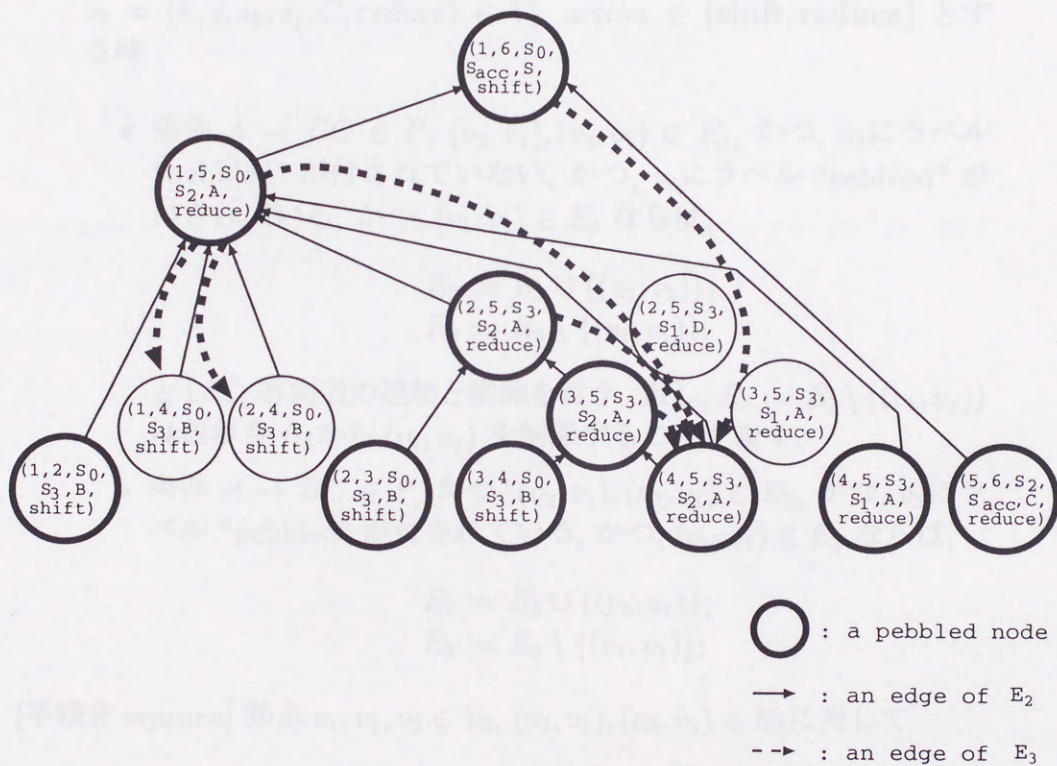 (1,6,S₀,
S_acc,S,
shift)
(1,5,S₀,
S₂,A,
reduce)
(2,5,S₃,
S₂,A,
reduce)
(2,5,S₃,
S₁,D,
reduce)
(1,4,S₀,
S₃,B,
shift)
(2,4,S₀,
S₃,B,
shift)
(3,5,S₃,
S₂,A,
reduce)
(3,5,S₃,
S₁,A,
reduce)
(1,2,S₀,
S₃,B,
shift)
(2,3,S₀,
S₃,B,
shift)
(3,4,S₀,
S₃,B,
shift)
(4,5,S₃,
S₂,A,
reduce)
(4,5,S₃,
S₁,A,
reduce)
(5,6,S₂,
S_acc,C,
reduce)
: a pebbled node
: an edge of E₂
: an edge of E₃